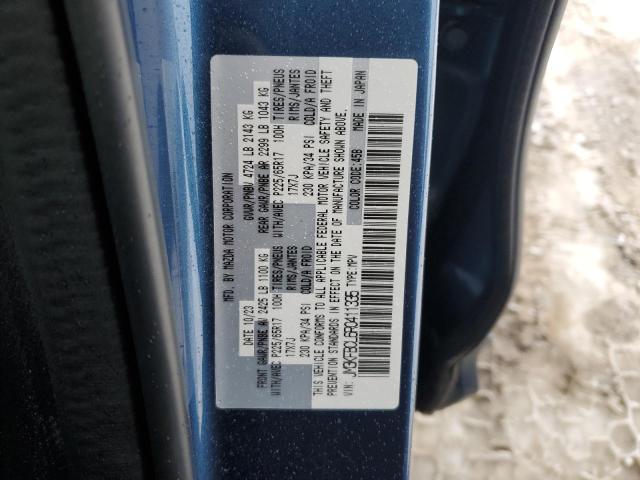 MFD. BY MAZDA MOTOR CORPORATION
DATE: 10/23 GVWR/PNBV 4724 LB 2143 KG
FRONT GAWR/PNBE AV 2425 LB 1100 KG REAR GAWR/PNBE AR 2299 LB 1043 KG
WITH/AVEC P225/65R17 100H TIRES/PNEUS WITH/AVEC P225/65R17 100H TIRES/PNEUS
17X7J RIMS/JANTES 17X7J RIMS/JANTES
230 KPA/34 PSI COLD/A FROID 230 KPA/34 PSI COLD/A FROID
THIS VEHICLE CONFORMS TO ALL APPLICABLE FEDERAL MOTOR VEHICLE SAFETY AND THEFT
PREVENTION STANDARDS IN EFFECT ON THE DATE OF MANUFACTURE SHOWN ABOVE.
VIN: JM3KFBCL6R0411335 TYPE:MPV COLOR CODE:45B MADE IN JAPAN